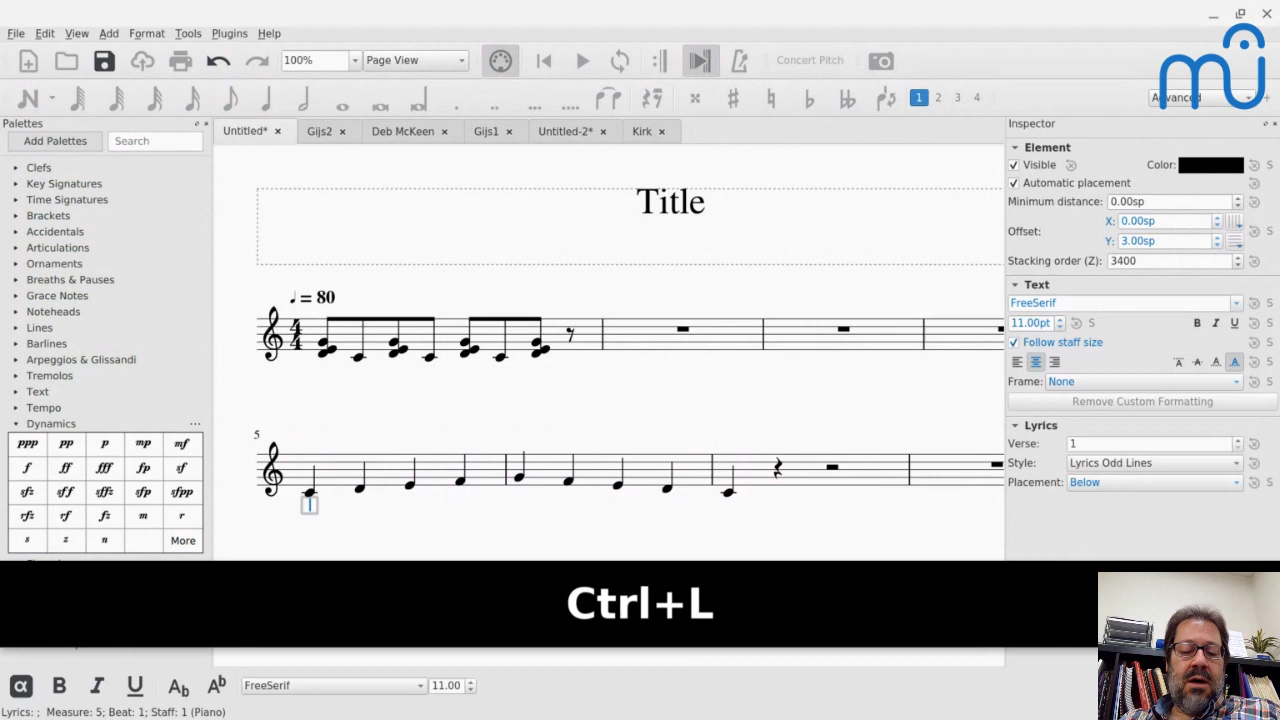 File Edit View Add Format Tools Plugins Help
100% Page View Concert Pitch
1 2 3 4 Advanced +
Palettes
Add Palettes Search
Untitled* × Gijs2 × Deb McKeen × Gijs1 × Untitled-2* × Kirk ×
Clefs
Key Signatures
Time Signatures
Brackets
Accidentals
Articulations
Ornaments
Breaths & Pauses
Grace Notes
Noteheads
Lines
Barlines
Arpeggios & Glissandi
Tremolos
Text
Tempo
Dynamics ...
ppp pp p mp mf
f ff fff fp sf
sfz sff sffz sfp sfpp
rfz rf fz m r
s z n More
Title
♩ = 80
4
4
5
Inspector
Element
Visible Color: S
Automatic placement
Minimum distance: 0.00sp
Offset: X: 0.00sp S
Y: 3.00sp
Stacking order (Z): 3400
Text
FreeSerif S
11.00pt S B I U S
Follow staff size S
S
Frame: None S
Remove Custom Formatting
Lyrics
Verse: 1
Style: Lyrics Odd Lines S
Placement: Below S
Ctrl+L
α B I U Ab Ab FreeSerif 11.00
Lyrics: ; Measure: 5; Beat: 1; Staff: 1 (Piano)